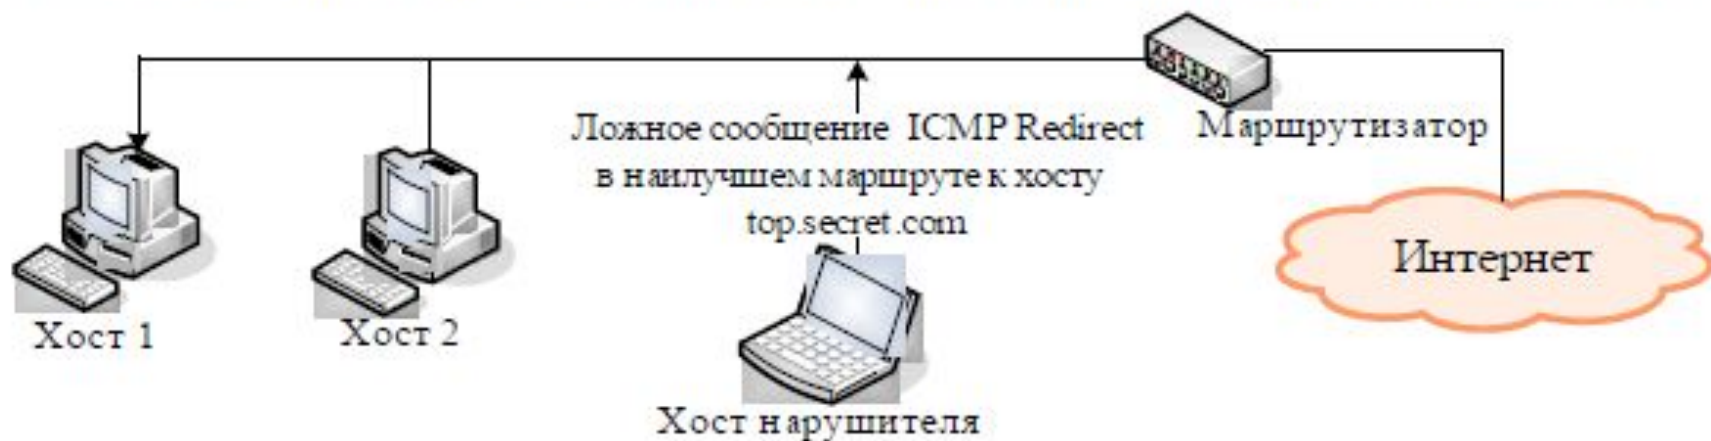 Ложное сообщение ICMP Redirect
в наилучшем маршруте к хосту
top.secret.com
Маршрутизатор
Интернет
Хост 1
Хост 2
Хост нарушителя